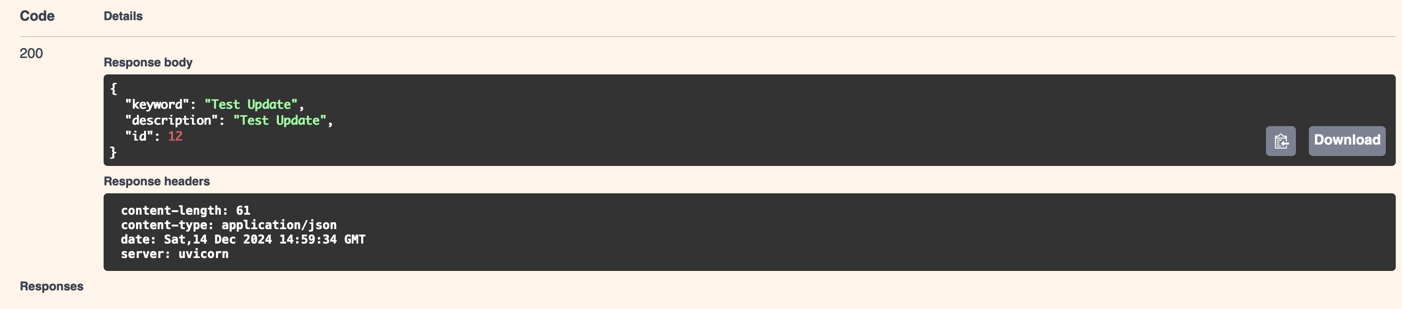 Code Details
200
Response body
{
  "keyword": "Test Update",
  "description": "Test Update",
  "id": 12
}
Download
Response headers
content-length: 61
content-type: application/json
date: Sat,14 Dec 2024 14:59:34 GMT
server: uvicorn
Responses